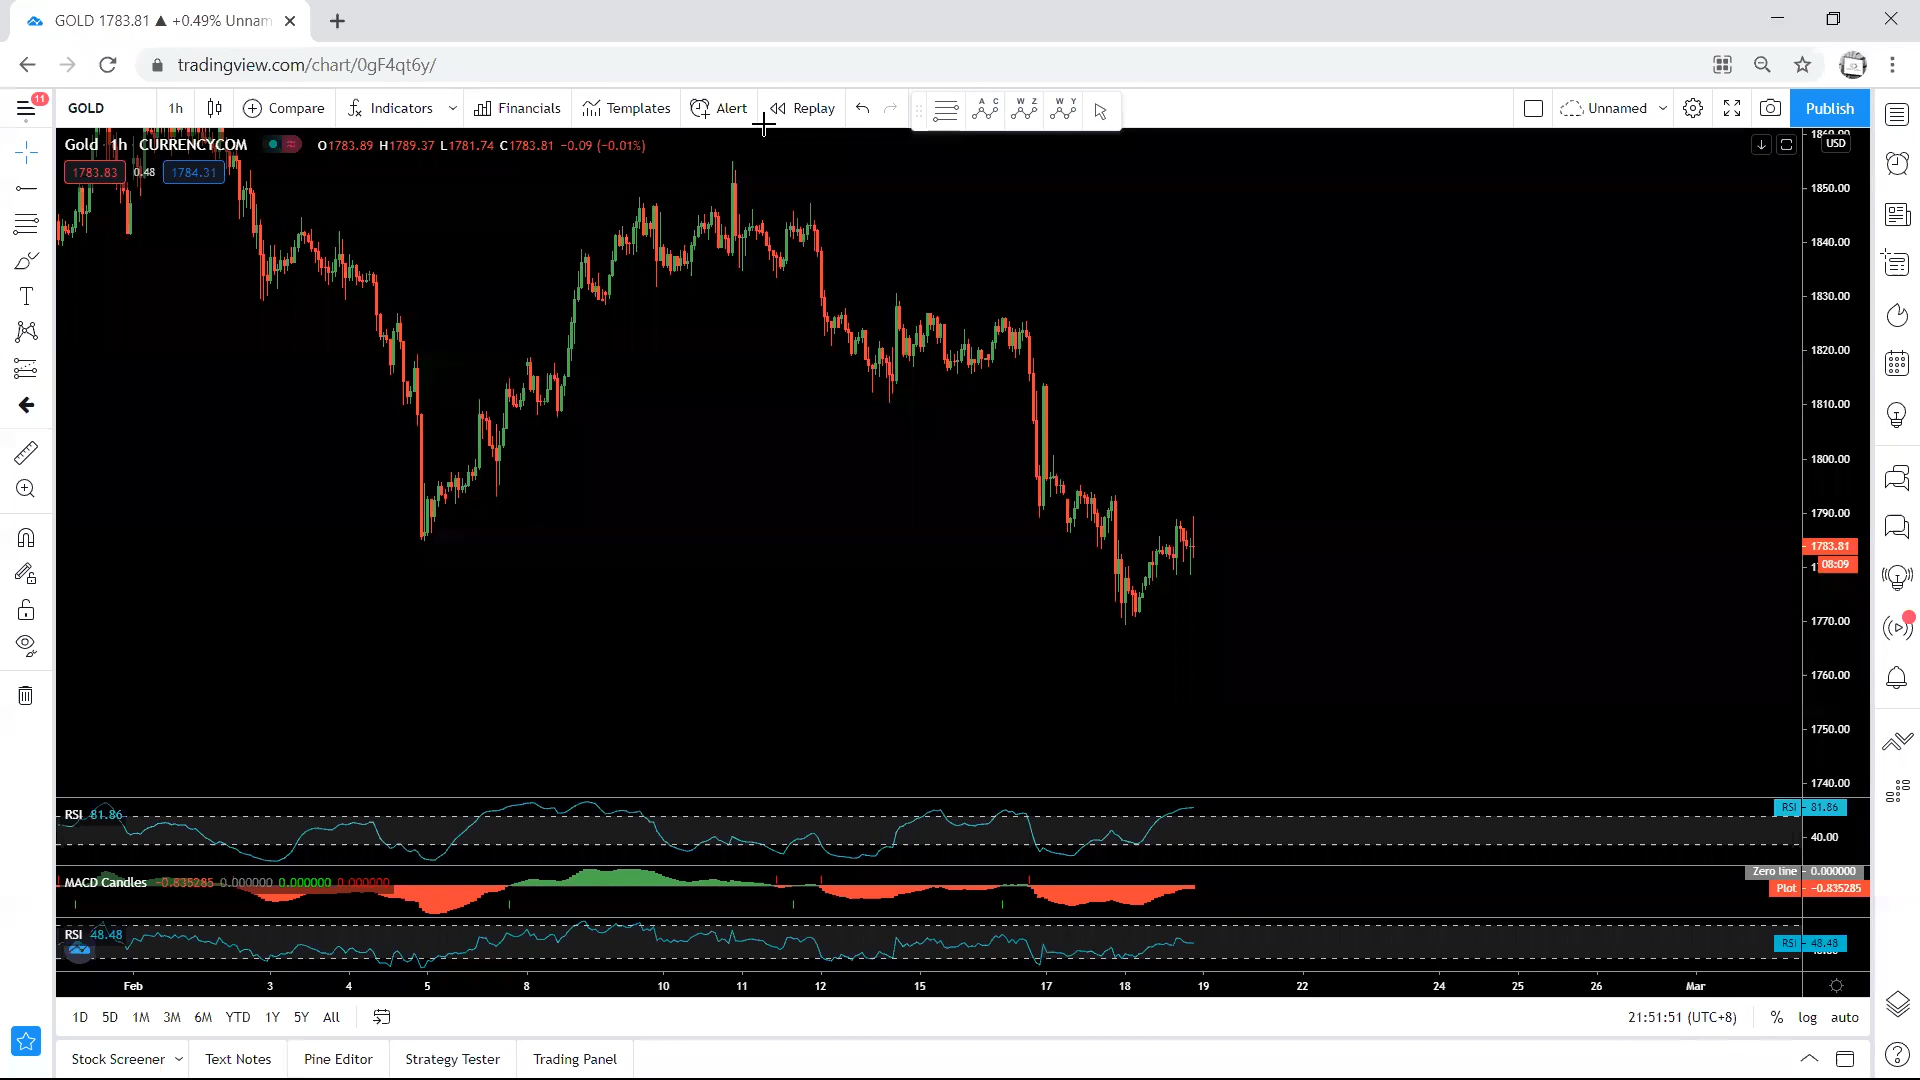 GOLD 1783.81 ▲ +0.49% Unnam
tradingview.com/chart/0gF4qt6y/
11
GOLD 1h Compare Indicators Financials Templates Alert Replay
A C W Z W Y
Unnamed Publish
Gold 1h CURRENCYCOM O1783.89 H1789.37 L1781.74 C1783.81 −0.09 (−0.01%)
1783.83 0.48 1784.31
USD
1860.00
1850.00
1840.00
1830.00
1820.00
1810.00
1800.00
1790.00
1783.81
08:09
1770.00
1760.00
1750.00
1740.00
RSI 81.86
RSI 81.86
40.00
MACD Candles −0.835285 0.000000 0.000000 0.000000
Zero line 0.000000
Plot −0.835285
RSI 48.48
RSI 48.48
Feb 3 4 5 8 10 11 12 15 17 18 19 22 24 25 26 Mar
1D 5D 1M 3M 6M YTD 1Y 5Y All
21:51:51 (UTC+8) % log auto
Stock Screener Text Notes Pine Editor Strategy Tester Trading Panel